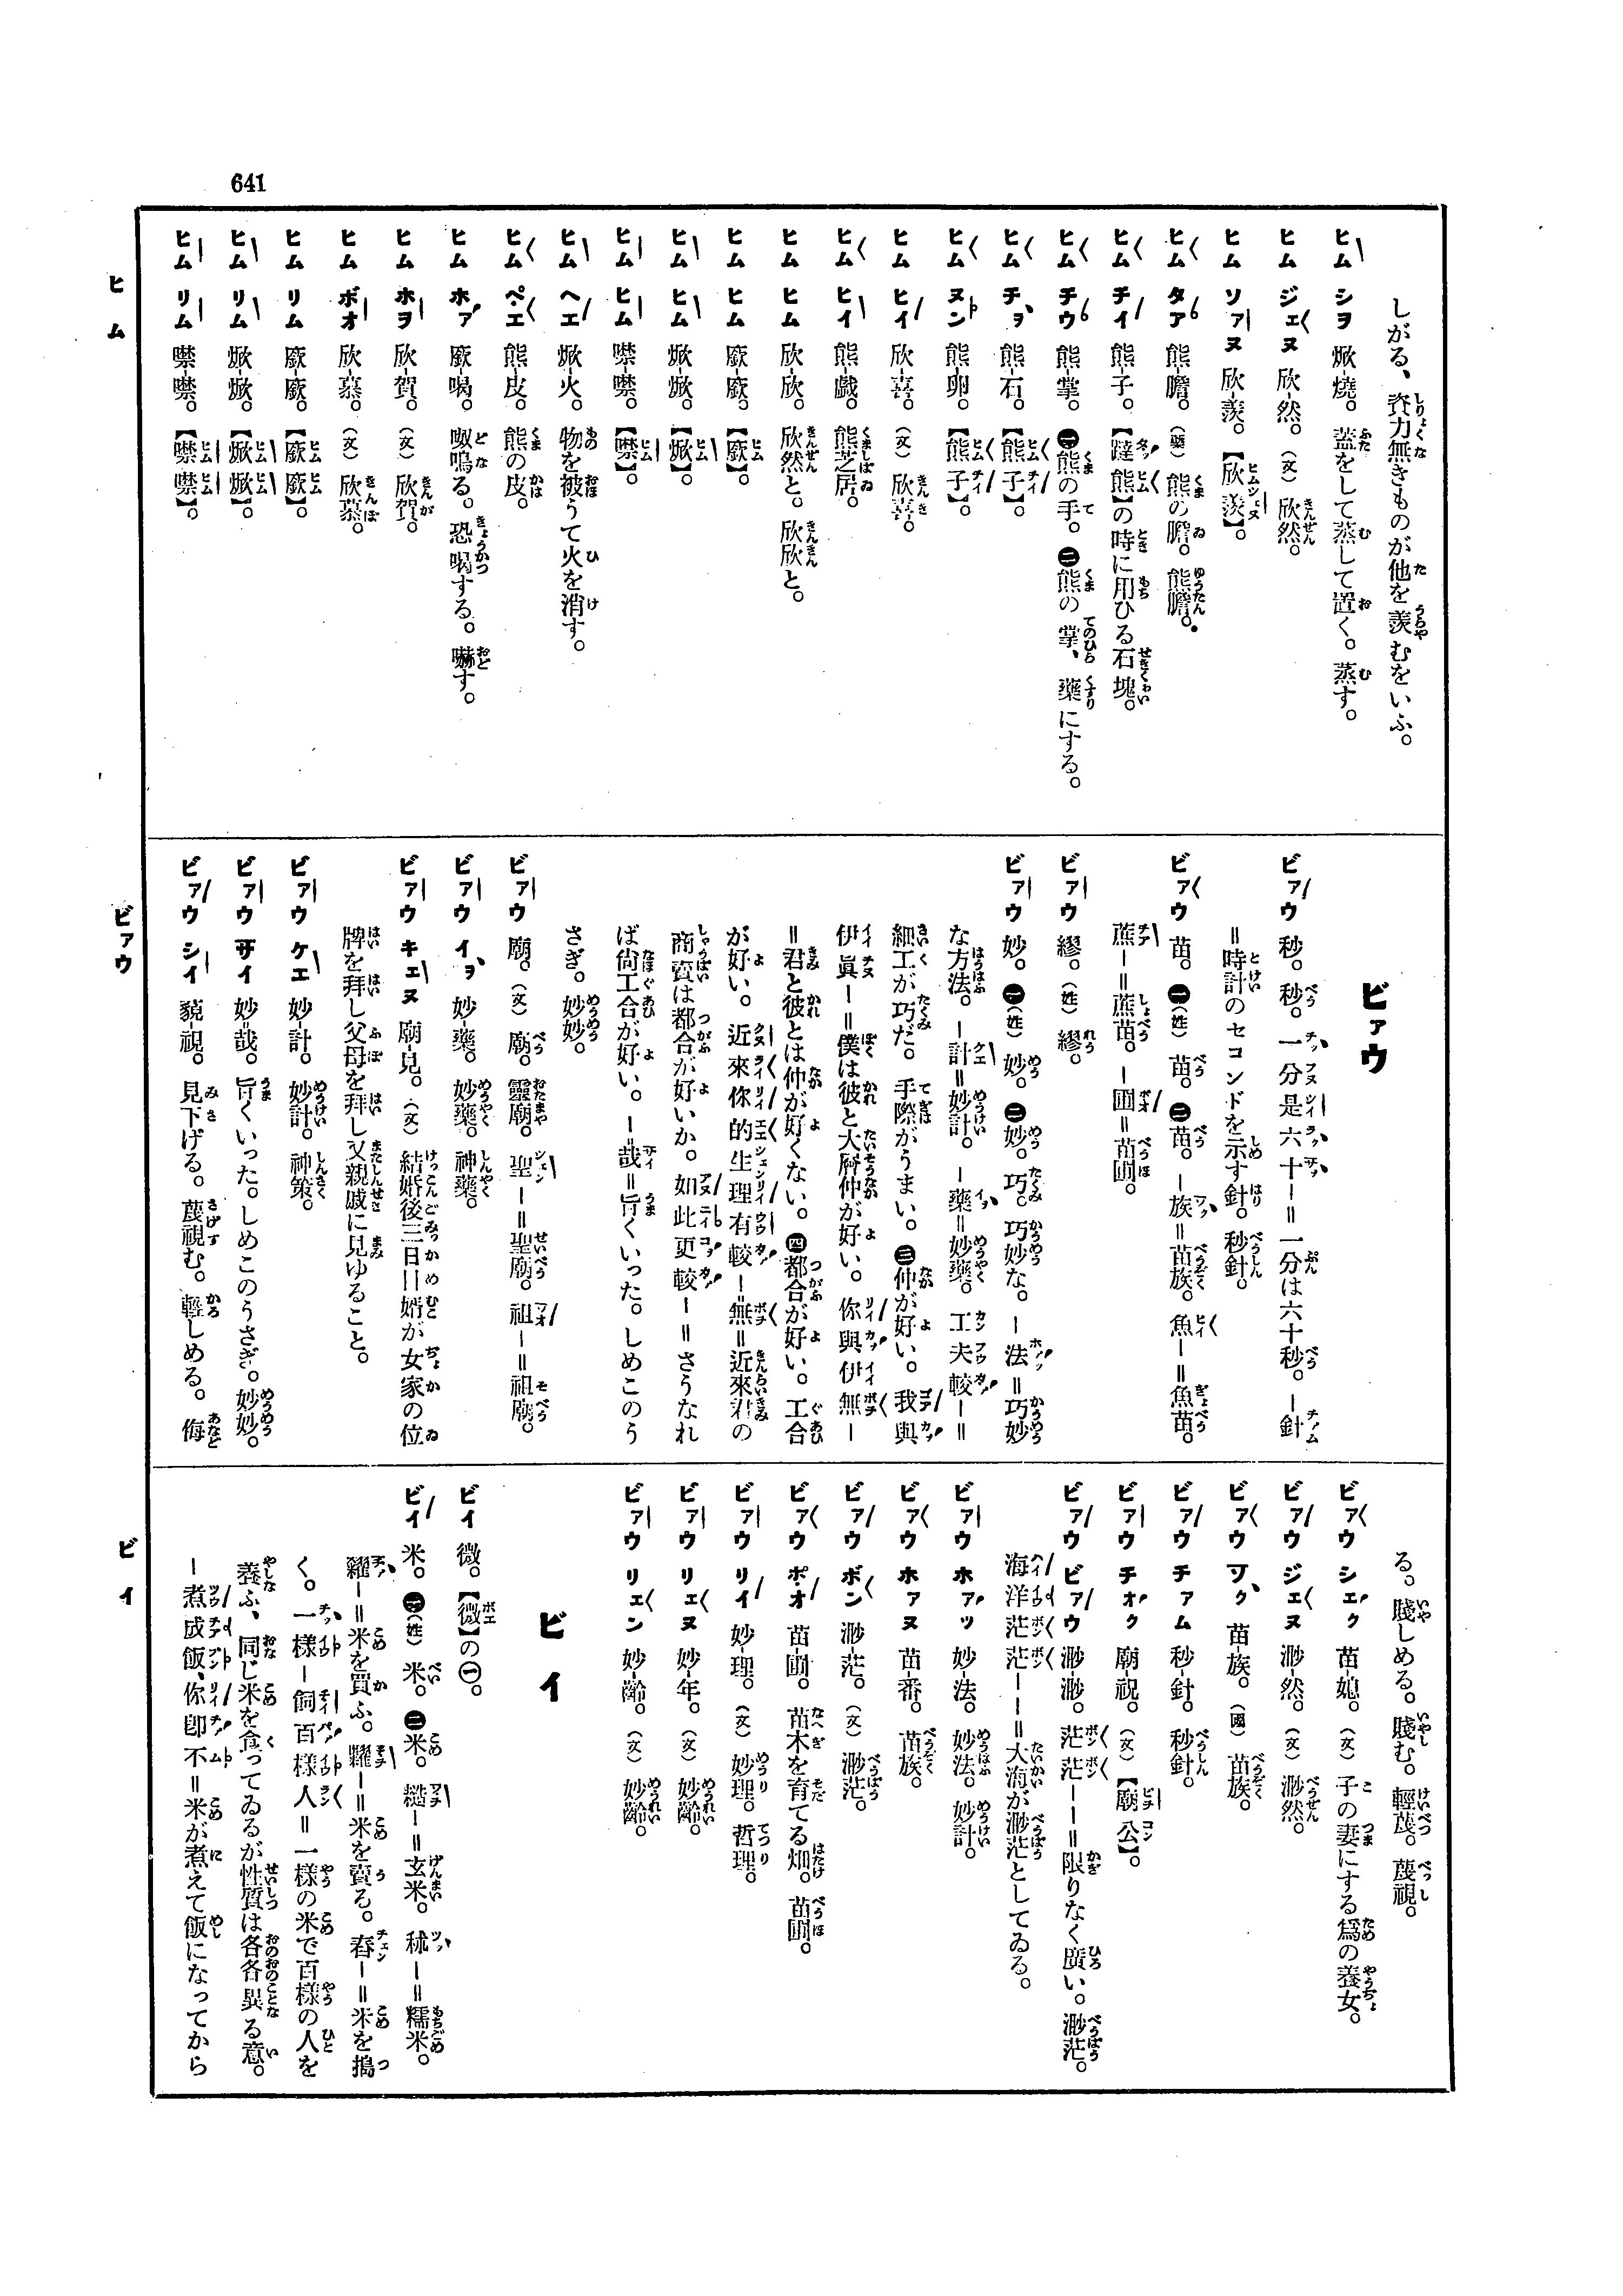 641
ヒム
ビァウ
ビイ
しがる、資力無きものが他を羨むをいふ。
ヒム シヲ 焮-燒。蓋をして蒸して置く。蒸す。
ヒム ジェヌ 欣-然。(文)欣然。
ヒム ソァヌ 欣-羨。【欣羨】。
ヒム タア 熊-膽。(藥)熊の膽。熊膽。
ヒム チイ 熊-子。【躂熊】の時に用ひる石塊。
ヒム チウ 熊-掌。㊀熊の手。㊁熊の掌、藥にする。
ヒム チヲ 熊-石。【熊子】。
ヒム ヌン 熊-卵。【熊子】。
ヒム ヒイ 欣-喜。(文)欣喜。
ヒム ヒイ 熊-戲。熊芝居。
ヒム ヒム 欣-欣。欣然と。欣欣と。
ヒム ヒム 廞-廞。【廞】。
ヒム ヒム 焮-焮。【焮】。
ヒム ヒム 噤-噤。【噤】。
ヒム ヘエ 焮-火。物を被うて火を消す。
ヒム ペエ 熊-皮。熊の皮。
ヒム ホァ 廞-喝。呶鳴る。恐喝する。嚇す。
ヒム ホヲ 欣-賀。(文)欣賀。
ヒム ボオ 欣-慕。(文)欣慕。
ヒム リム 廞-廞。【廞廞】。
ヒム リム 焮-焮。【焮焮】。
ヒム リム 噤-噤。【噤噤】。
ビァウ
ビァウ 秒。秒。一分是六十ー=一分は六十秒。ー針
=時計のセコンドを示す針。秒針。
ビァウ 苗。㊀(姓)苗。㊁苗。ー族=苗族。魚ー=魚苗。
蔗ー=蔗苗。ー圃=苗圃。
ビァウ 繆。(姓)繆。
ビァウ 妙。㊀(姓)妙。㊁妙。巧。巧妙な。ー法=巧妙
な方法。ー計=妙計。ー藥=妙藥。工夫較ー=
細工が巧だ。手際がうまい。㊂仲が好い。我與
伊眞ー=僕は彼と大層仲が好い。你與伊無ー
=君と彼とは仲が好くない。㊃都合が好い。工合
が好い。近來你的生理有較ー無=近來君の
商賣は都合が好いか。如此更較ー=さうなれ
ば尙工合が好い。ー=哉=旨くいった。しめこのう
さぎ。妙妙。
ビァウ 廟。(文)廟。靈廟。聖ー=聖廟。祖ー=祖廟。
ビァウ イヲ 妙-藥。妙藥。神藥。
ビァウ キェヌ 廟-見。(文)結婚後三日目婿が女家の位
牌を拜し父母を拜し又親戚に見ゆること。
ビァウ ケエ 妙-計。妙計。神策。
ビァウ サイ 妙=哉。旨くいった。しめこのうさぎ。妙妙。
ビァウ シイ 藐-視。見下げる。蔑視む。輕しめる。侮
る。賤しめる。賤む。輕蔑。蔑視。
ビァウ シェク 苗-媳。(文)子の妻にする爲の養女。
ビァウ ジェヌ 渺-然。(文)渺然。
ビァウ ソク 苗-族。(國)苗族。
ビァウ チァム 秒-針。秒針。
ビァウ チオク 廟-祝。(文)【廟公】。
ビァウ ビァウ 渺-渺。茫茫ーー=限りなく廣い。渺茫。
海洋茫茫ーー=大海が渺茫としてゐる。
ビァウ ホァッ 妙-法。妙法。妙計。
ビァウ ホァヌ 苗-番。苗族。
ビァウ ボン 渺-茫。(文)渺茫。
ビァウ ポオ 苗-圃。苗木を育てる畑。苗圃。
ビァウ リイ 妙-理。(文)妙理。哲理。
ビァウ リェヌ 妙-年。(文)妙齡。
ビァウ リェン 妙-齡。(文)妙齡。
ビイ
ビイ 微。【微】の㊀。
ビイ 米。㊀(姓)米。㊁米。糙ー=玄米。秫ー=糯米。
糴ー=米を買ふ。糶ー=米を賣る。舂ー=米を搗
く。一樣ー飼百樣人=一樣の米で百樣の人を
養ふ、同じ米を食ってゐるが性質は各各異る意。
ー煮成飯、你卽不=米が煮えて飯になってから